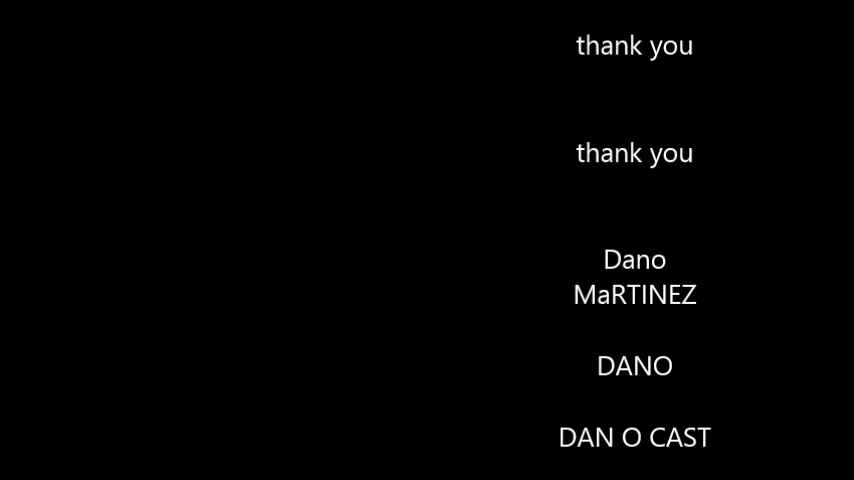 thank you
thank you
Dano
MaRTINEZ
DANO
DAN O CAST